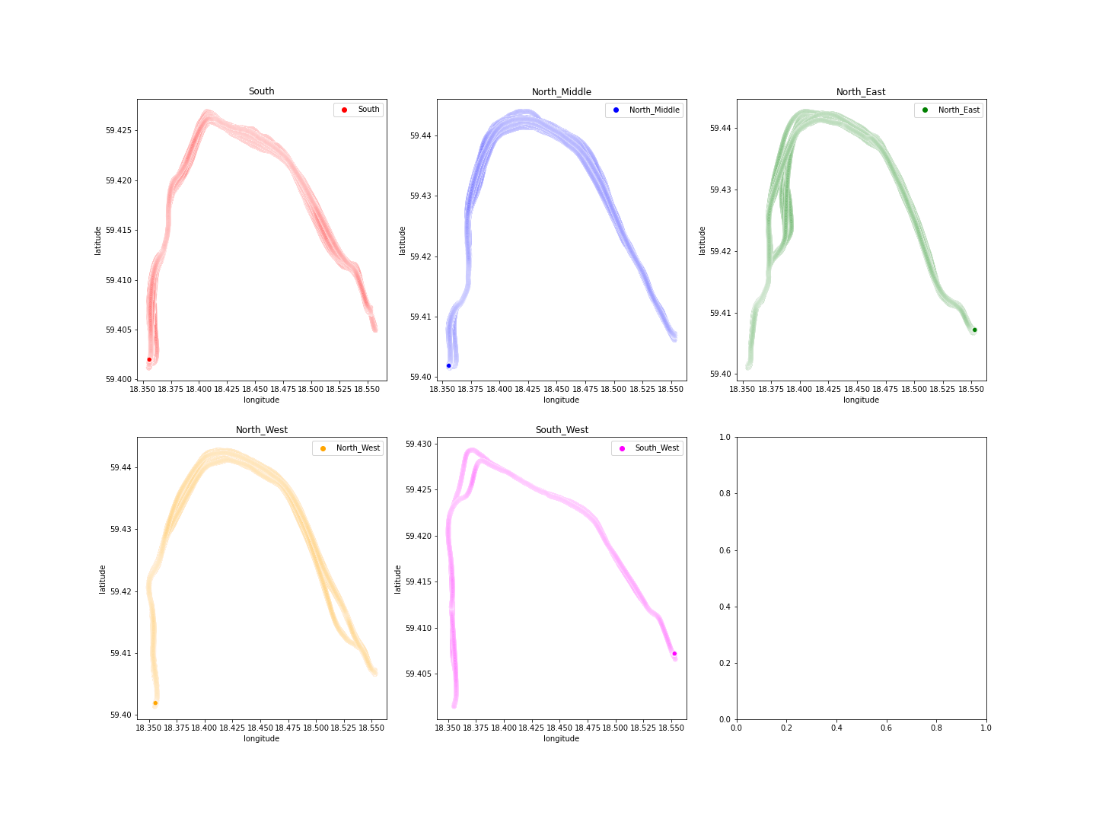 South
South
59.425
59.420
59.415
59.410
59.405
59.400
latitude
18.350 18.375 18.400 18.425 18.450 18.475 18.500 18.525 18.550
longitude
North_Middle
North_Middle
59.44
59.43
59.42
59.41
59.40
latitude
18.350 18.375 18.400 18.425 18.450 18.475 18.500 18.525 18.550
longitude
North_East
North_East
59.44
59.43
59.42
59.41
59.40
latitude
18.350 18.375 18.400 18.425 18.450 18.475 18.500 18.525 18.550
longitude
North_West
North_West
59.44
59.43
59.42
59.41
59.40
latitude
18.350 18.375 18.400 18.425 18.450 18.475 18.500 18.525 18.550
longitude
South_West
South_West
59.430
59.425
59.420
59.415
59.410
59.405
latitude
18.350 18.375 18.400 18.425 18.450 18.475 18.500 18.525 18.550
longitude
1.0
0.8
0.6
0.4
0.2
0.0
0.0 0.2 0.4 0.6 0.8 1.0